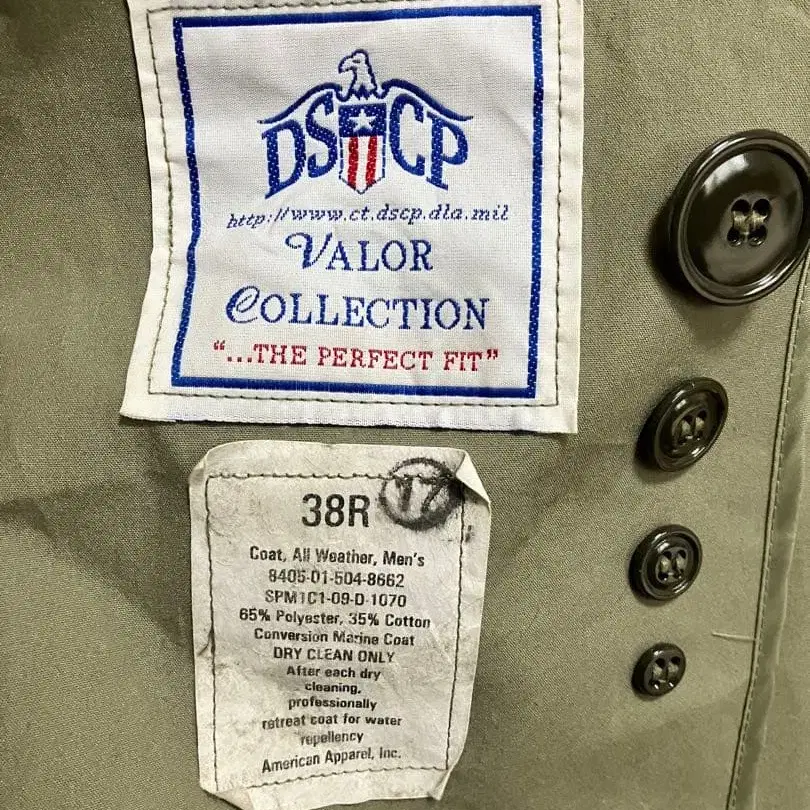 DSCP
http://www.ct.dscp.dla.mil
VALOR
COLLECTION
“...THE PERFECT FIT”
38R
17
Coat, All Weather, Men's
8405-01-504-8662
SPM1C1-09-D-1070
65% Polyester, 35% Cotton
Conversion Marine Coat
DRY CLEAN ONLY
After each dry
cleaning,
professionally
retreat coat for water
repellency
American Apparel, Inc.